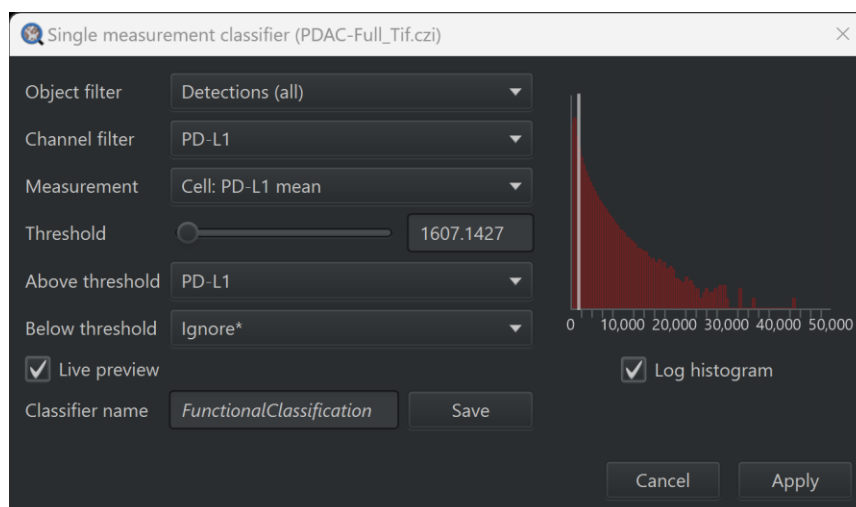 Single measurement classifier (PDAC-Full_Tif.czi)
Object filter Detections (all)
Channel filter PD-L1
Measurement Cell: PD-L1 mean
Threshold 1607.1427
Above threshold PD-L1
Below threshold Ignore*
0 10,000 20,000 30,000 40,000 50,000
Live preview
Log histogram
Classifier name FunctionalClassification Save
Cancel Apply